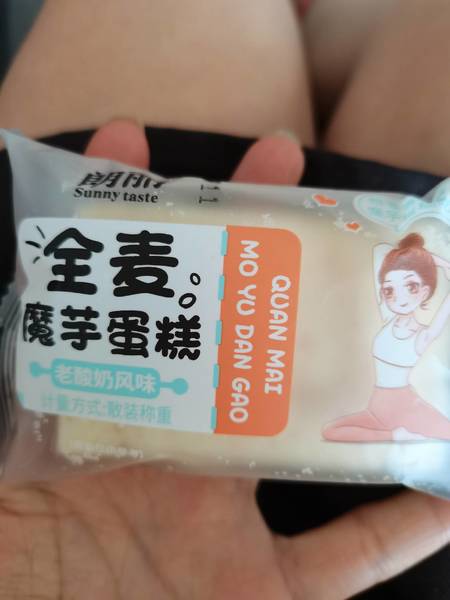 Sunny taste
全麦
魔芋蛋糕
老酸奶风味
计量方式:散装称重
QUAN MAI
MO YU DAN GAO